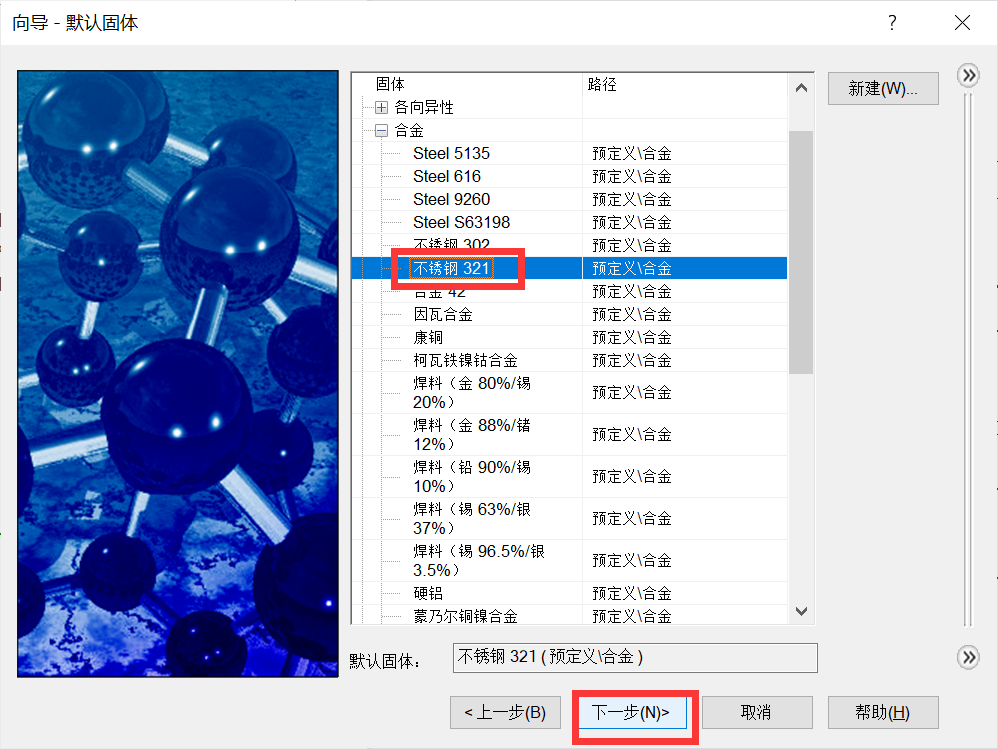 向导 - 默认固体
?
固体 路径
各向异性
合金
Steel 5135 预定义\合金
Steel 616 预定义\合金
Steel 9260 预定义\合金
Steel S63198 预定义\合金
不锈钢 302 预定义\合金
不锈钢 321 预定义\合金
合金 42 预定义\合金
因瓦合金 预定义\合金
康铜 预定义\合金
柯瓦铁镍钴合金 预定义\合金
焊料（金 80%/锡
20%） 预定义\合金
焊料（金 88%/锗
12%） 预定义\合金
焊料（铅 90%/锡
10%） 预定义\合金
焊料（锡 63%/银
37%） 预定义\合金
焊料（锡 96.5%/银
3.5%） 预定义\合金
硬铝 预定义\合金
蒙乃尔铜镍合金 预定义\合金
新建(W)...
默认固体： 不锈钢 321 ( 预定义\合金 )
< 上一步(B) 下一步(N)> 取消 帮助(H)